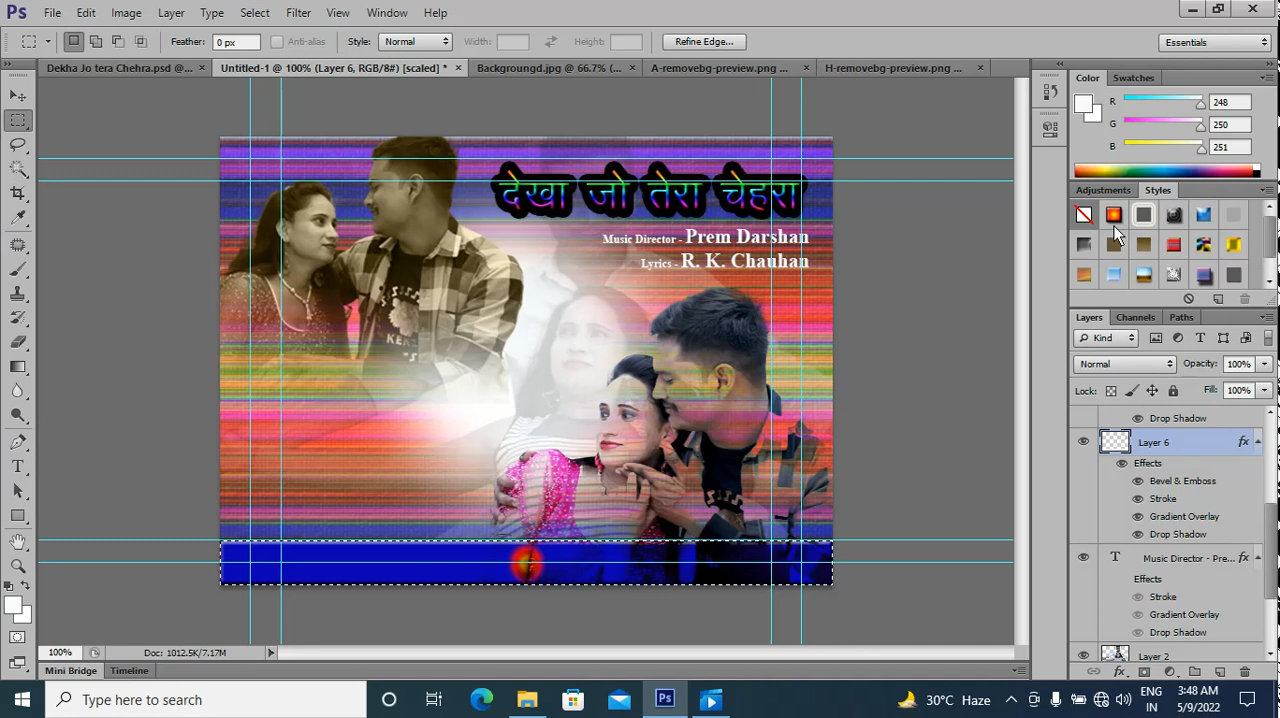 Ps File Edit Image Layer Type Select Filter View Window Help
Feather: 0 px Anti-alias Style: Normal Width: Height: Refine Edge... Essentials
Dekha Jo tera Chehra.psd @ ... × Untitled-1 @ 100% (Layer 6, RGB/8#) [scaled] * × Backgroungd.jpg @ 66.7% (... × A-removebg-preview.png ... × H-removebg-preview.png ... ×
Color Swatches
R 248
G 250
B 251
Adjustments Styles
देखा जो तेरा चेहरा
Music Director - Prem Darshan
Lyrics - R. K. Chauhan
Layers Channels Paths
Kind
Normal Opacity: 100%
Lock: Fill: 100%
Drop Shadow
Layer 6 fx
Effects
Bevel & Emboss
Stroke
Gradient Overlay
Drop Shadow
T Music Director - Pre... fx
Effects
Stroke
Gradient Overlay
Drop Shadow
Layer 2
100% Doc: 1012.5K/7.17M
Mini Bridge Timeline
Type here to search
30°C Haze
ENG
IN
3:48 AM
5/9/2022